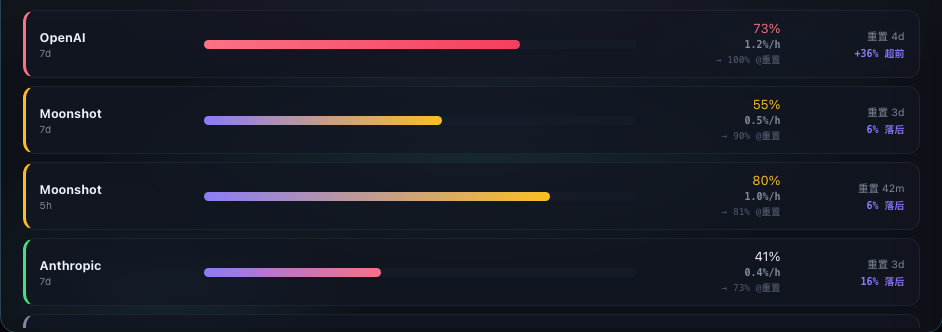 OpenAI
7d
73%
1.2%/h
→ 100% @重置
重置 4d
+36% 超前
Moonshot
7d
55%
0.5%/h
→ 90% @重置
重置 3d
6% 落后
Moonshot
5h
80%
1.0%/h
→ 81% @重置
重置 42m
6% 落后
Anthropic
7d
41%
0.4%/h
→ 73% @重置
重置 3d
16% 落后